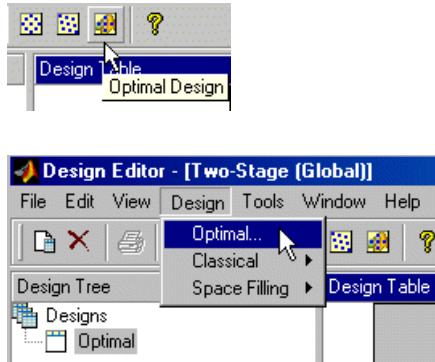 Design Table
Optimal Design
Design Editor - [Two-Stage (Global)]
File Edit View Design Tools Window Help
Optimal...
Classical
Space Filling
Design Tree
Design Table
Designs
Optimal